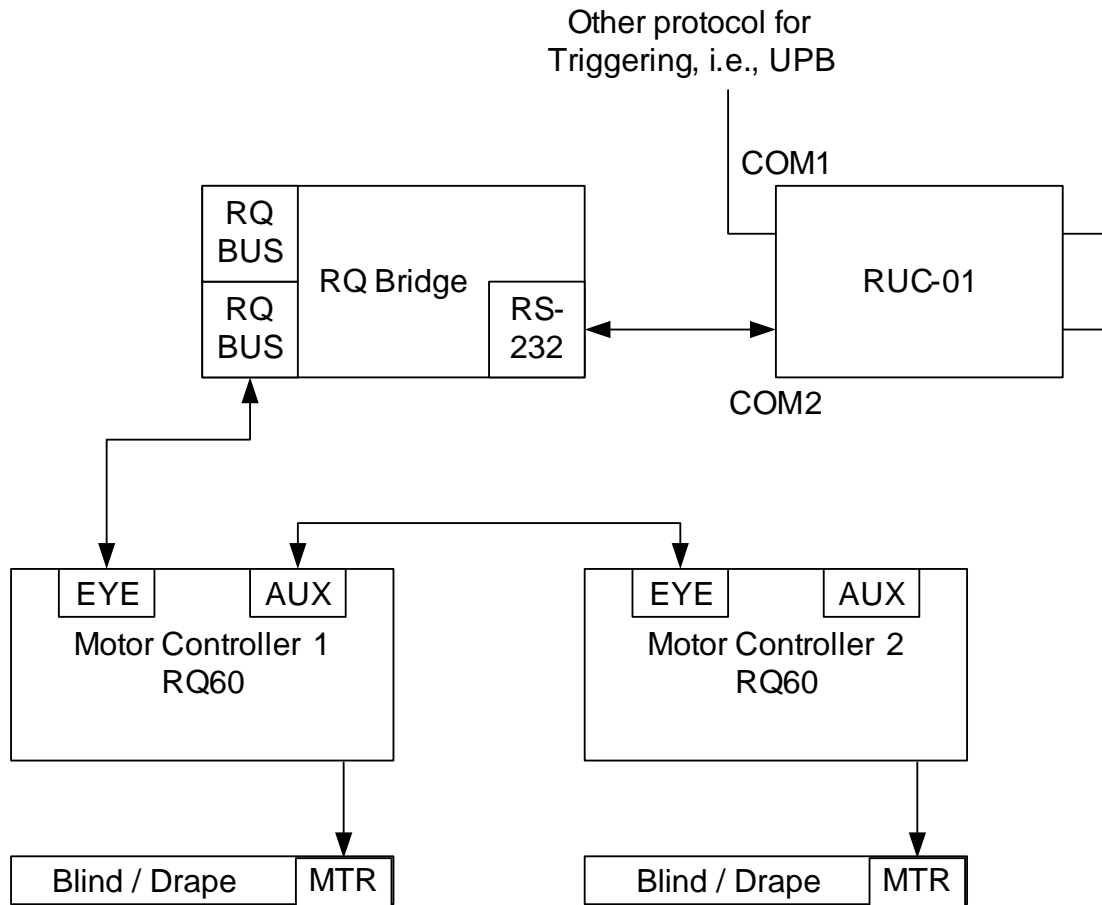 Other protocol for
Triggering, i.e., UPB
COM1
RQ
BUS
RQ Bridge
RQ
BUS
RS-
232
RUC-01
COM2
EYE
AUX
Motor Controller 1
RQ60
EYE
AUX
Motor Controller 2
RQ60
Blind / Drape
MTR
Blind / Drape
MTR